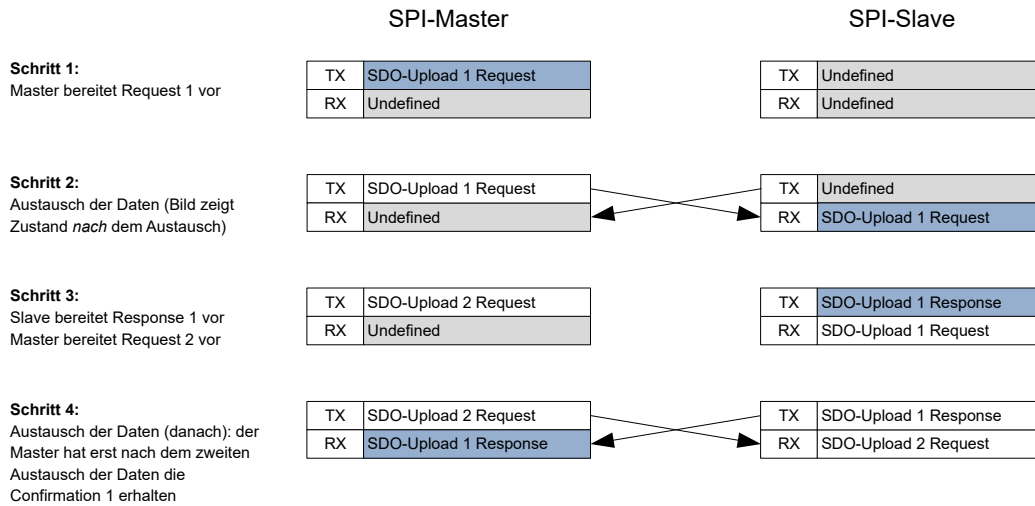 SPI-Master
SPI-Slave
Schritt 1:
Master bereitet Request 1 vor
TX SDO-Upload 1 Request
RX Undefined
TX Undefined
RX Undefined
Schritt 2:
Austausch der Daten (Bild zeigt
Zustand nach dem Austausch)
TX SDO-Upload 1 Request
RX Undefined
TX Undefined
RX SDO-Upload 1 Request
Schritt 3:
Slave bereitet Response 1 vor
Master bereitet Request 2 vor
TX SDO-Upload 2 Request
RX Undefined
TX SDO-Upload 1 Response
RX SDO-Upload 1 Request
Schritt 4:
Austausch der Daten (danach): der
Master hat erst nach dem zweiten
Austausch der Daten die
Confirmation 1 erhalten
TX SDO-Upload 2 Request
RX SDO-Upload 1 Response
TX SDO-Upload 1 Response
RX SDO-Upload 2 Request